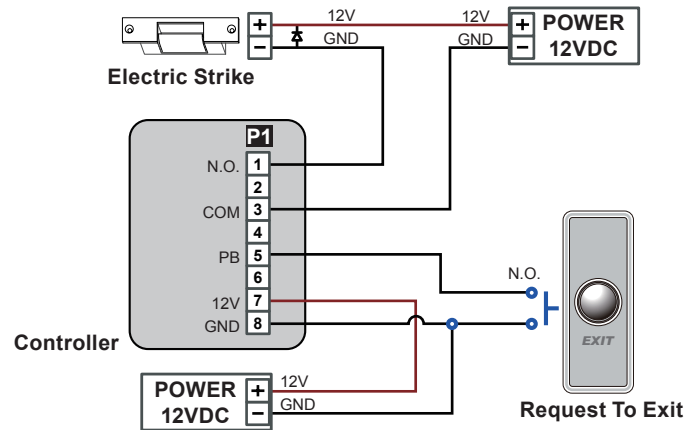 12V
12V
+
+
POWER
−
GND
GND
−
12VDC
Electric Strike
P1
N.O.
1
2
COM
3
4
PB
5
N.O.
6
12V
7
GND
8
EXIT
Controller
POWER
+
12V
12VDC
−
GND
Request To Exit